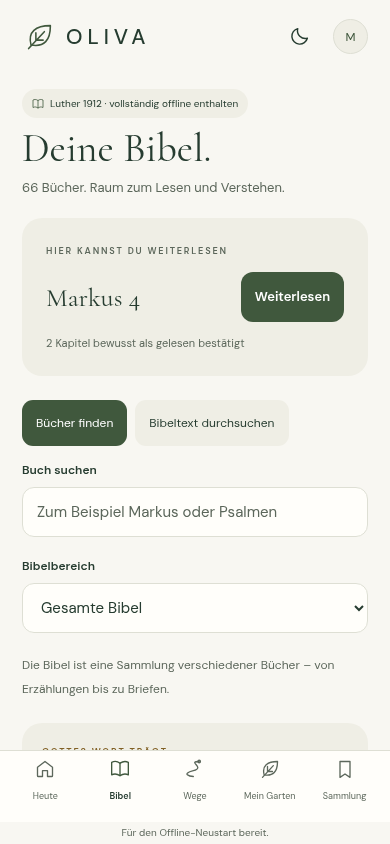 OLIVA
M
Luther 1912 · vollständig offline enthalten
Deine Bibel.
66 Bücher. Raum zum Lesen und Verstehen.
HIER KANNST DU WEITERLESEN
Markus 4
Weiterlesen
2 Kapitel bewusst als gelesen bestätigt
Bücher finden
Bibeltext durchsuchen
Buch suchen
Zum Beispiel Markus oder Psalmen
Bibelbereich
Gesamte Bibel
Die Bibel ist eine Sammlung verschiedener Bücher – von
Erzählungen bis zu Briefen.
GOTTES WORT TRÄGT
Heute
Bibel
Wege
Mein Garten
Sammlung
Für den Offline-Neustart bereit.